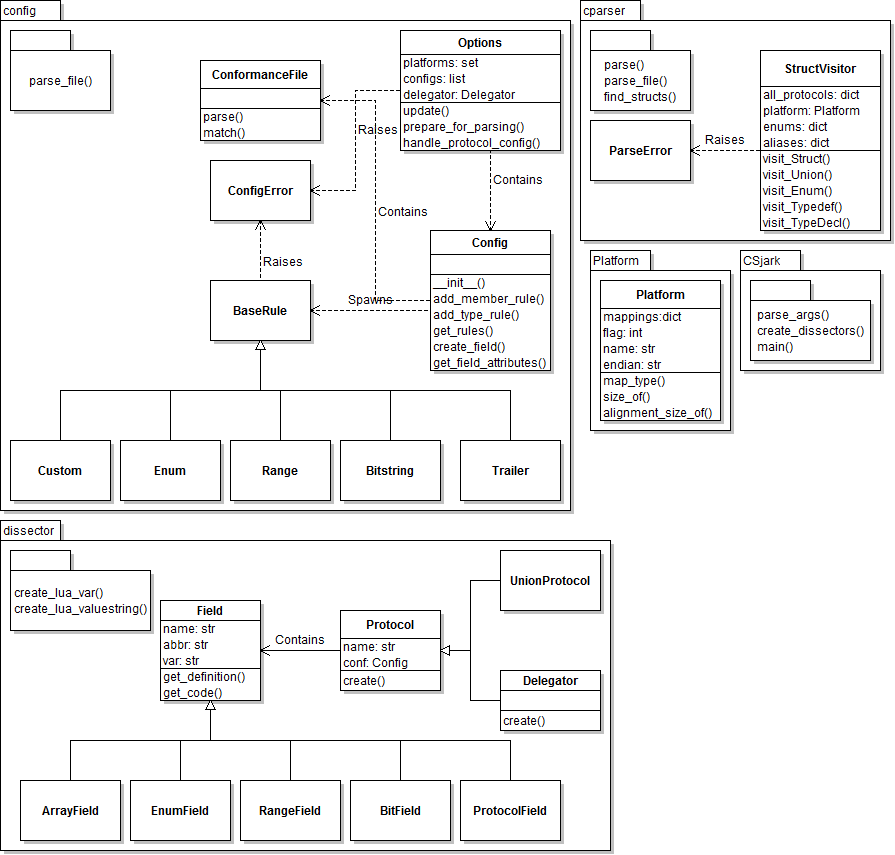 config
parse_file()
ConformanceFile
parse()
match()
Options
platforms: set
configs: list
delegator: Delegator
update()
prepare_for_parsing()
handle_protocol_config()
Raises
Contains
ConfigError
Contains
Config
__init__()
add_member_rule()
add_type_rule()
get_rules()
create_field()
get_field_attributes()
Raises
Spawns
BaseRule
Custom
Enum
Range
Bitstring
Trailer
cparser
parse()
parse_file()
find_structs()
StructVisitor
all_protocols: dict
platform: Platform
enums: dict
aliases: dict
visit_Struct()
visit_Union()
visit_Enum()
visit_Typedef()
visit_TypeDecl()
Raises
ParseError
Platform
Platform
mappings:dict
flag: int
name: str
endian: str
map_type()
size_of()
alignment_size_of()
CSjark
parse_args()
create_dissectors()
main()
dissector
create_lua_var()
create_lua_valuestring()
Field
name: str
abbr: str
var: str
get_definition()
get_code()
Contains
Protocol
name: str
conf: Config
create()
UnionProtocol
Delegator
create()
ArrayField
EnumField
RangeField
BitField
ProtocolField